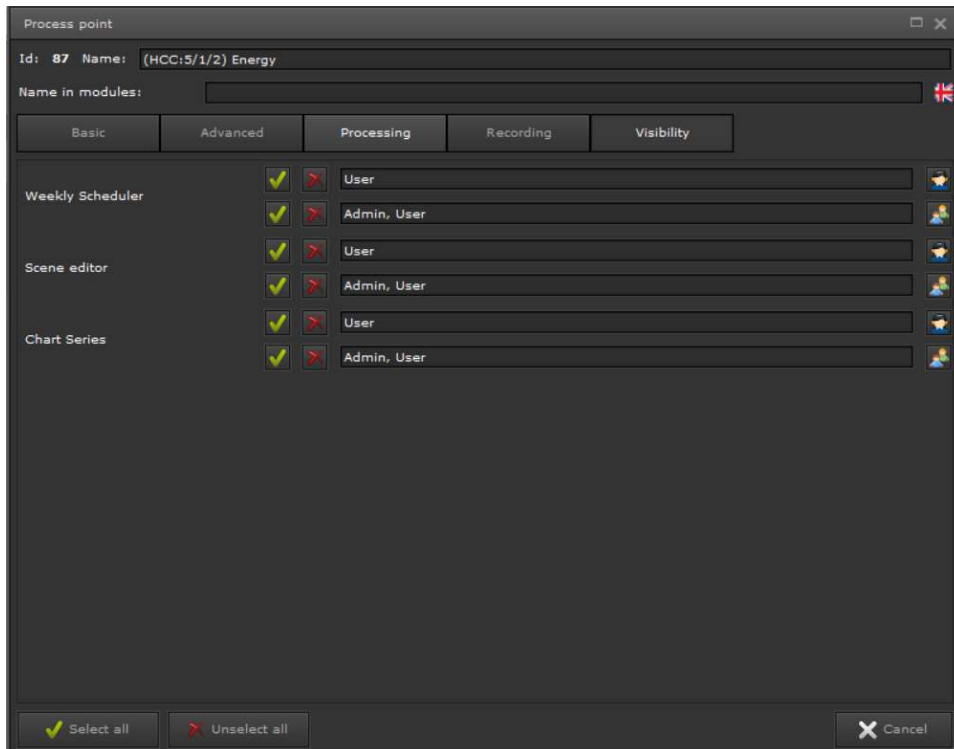 Process point
Id: 87 Name: (HCC:5/1/2) Energy
Name in modules:
Basic Advanced Processing Recording Visibility
Weekly Scheduler
User
Admin, User
Scene editor
User
Admin, User
Chart Series
User
Admin, User
Select all Unselect all Cancel